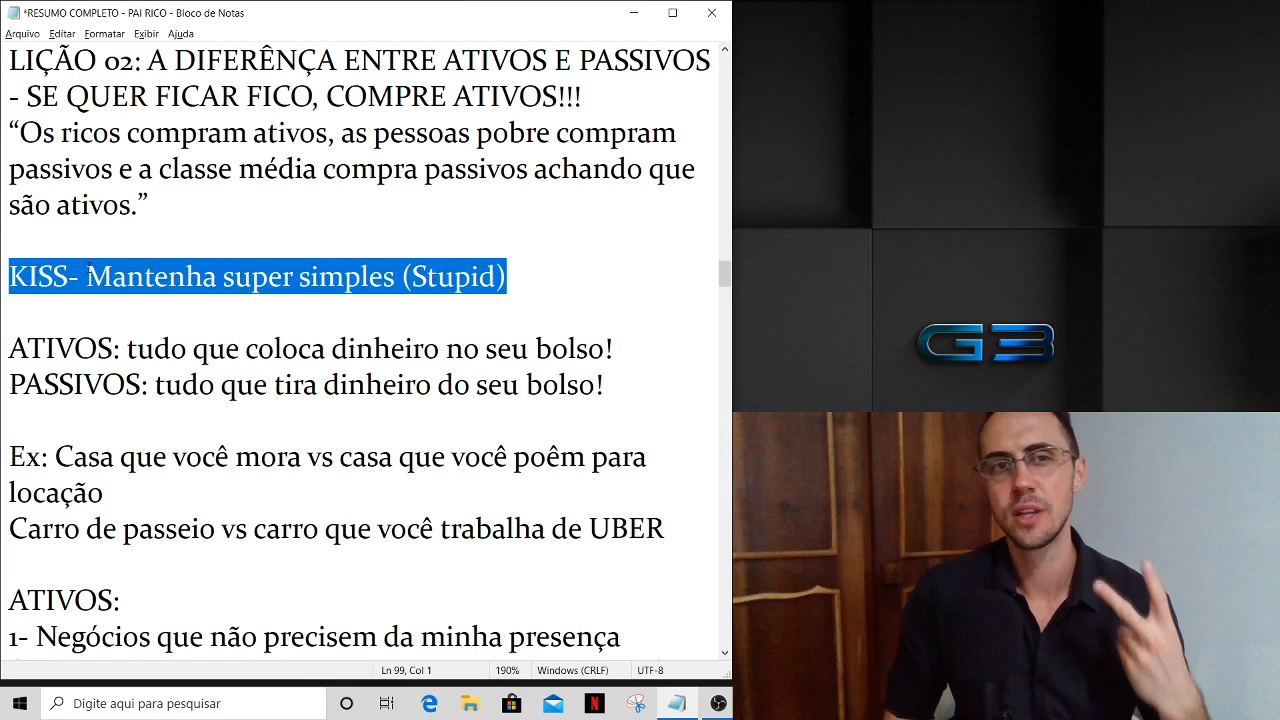 *RESUMO COMPLETO - PAI RICO - Bloco de Notas
Arquivo Editar Formatar Exibir Ajuda
LIÇÃO 02: A DIFERÊNÇA ENTRE ATIVOS E PASSIVOS
- SE QUER FICAR FICO, COMPRE ATIVOS!!!
“Os ricos compram ativos, as pessoas pobre compram
passivos e a classe média compra passivos achando que
são ativos.”
KISS- Mantenha super simples (Stupid)
ATIVOS: tudo que coloca dinheiro no seu bolso!
PASSIVOS: tudo que tira dinheiro do seu bolso!
Ex: Casa que você mora vs casa que você poêm para
locação
Carro de passeio vs carro que você trabalha de UBER
ATIVOS:
1- Negócios que não precisem da minha presença
Ln 99, Col 1 190% Windows (CRLF) UTF-8
Digite aqui para pesquisar
G3